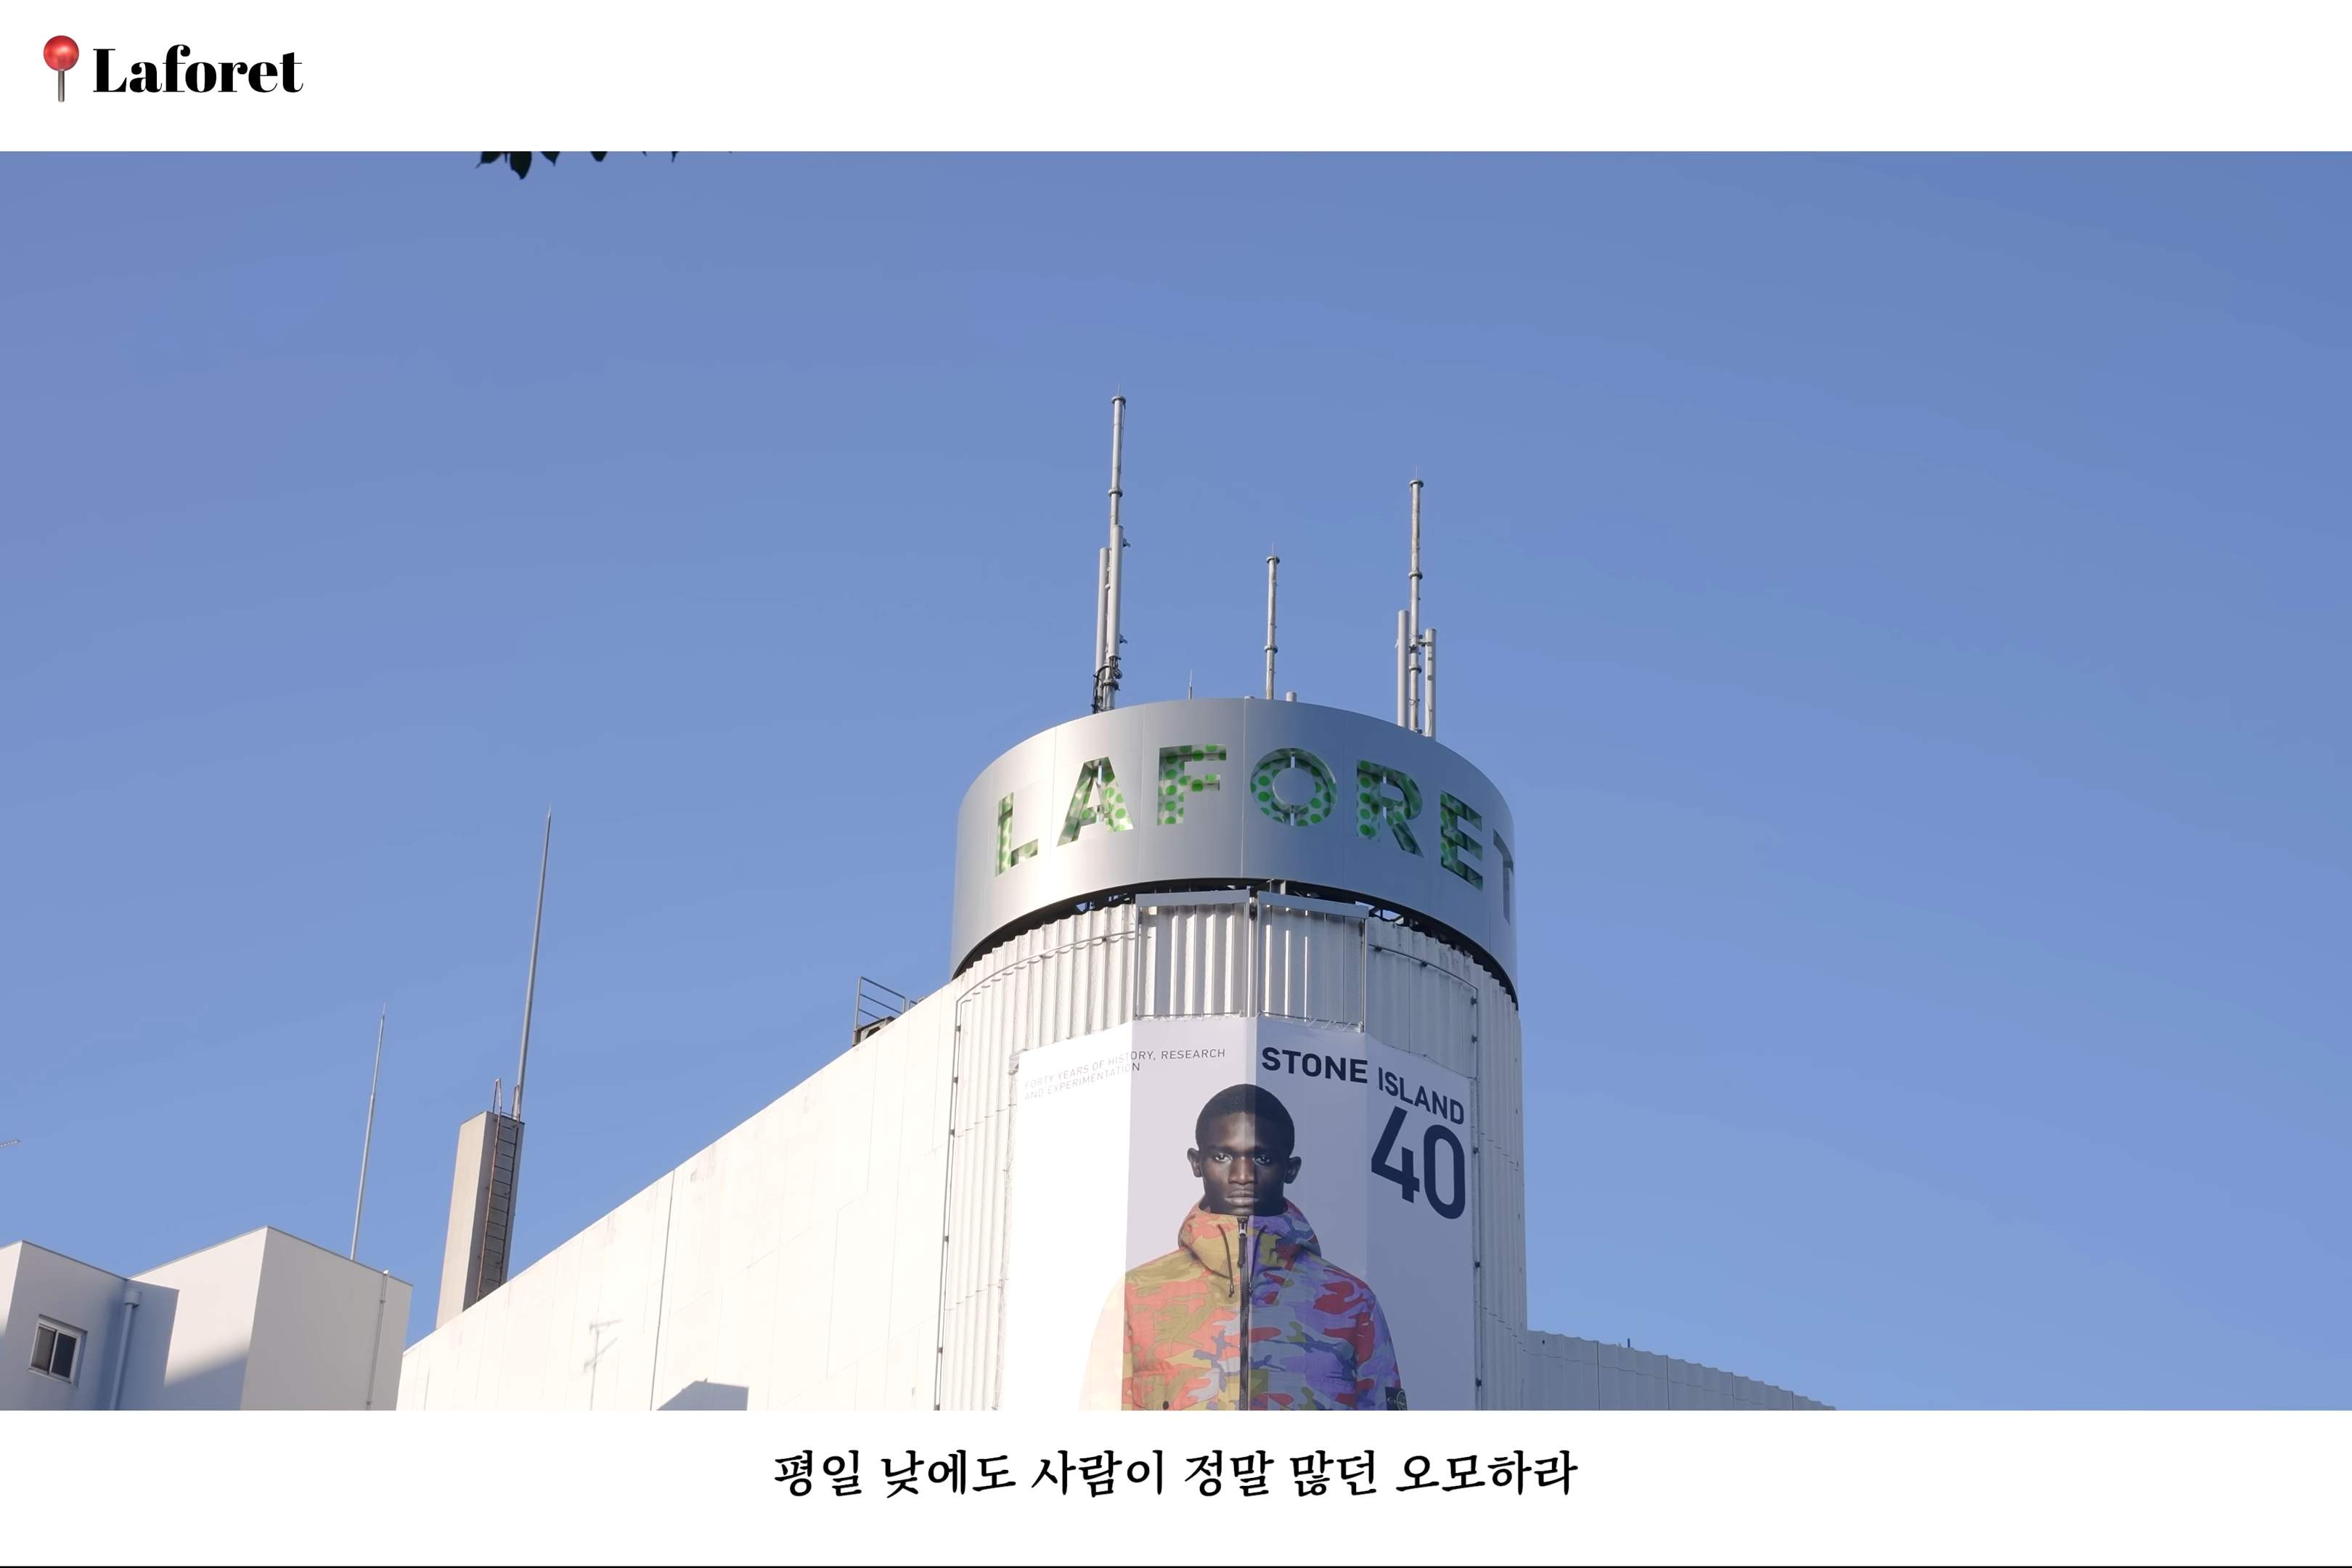 Laforet
LAFORET
FORTY YEARS OF HISTORY, RESEARCH
AND EXPERIMENTATION
STONE ISLAND
40
평일 낮에도 사람이 정말 많던 오모하라